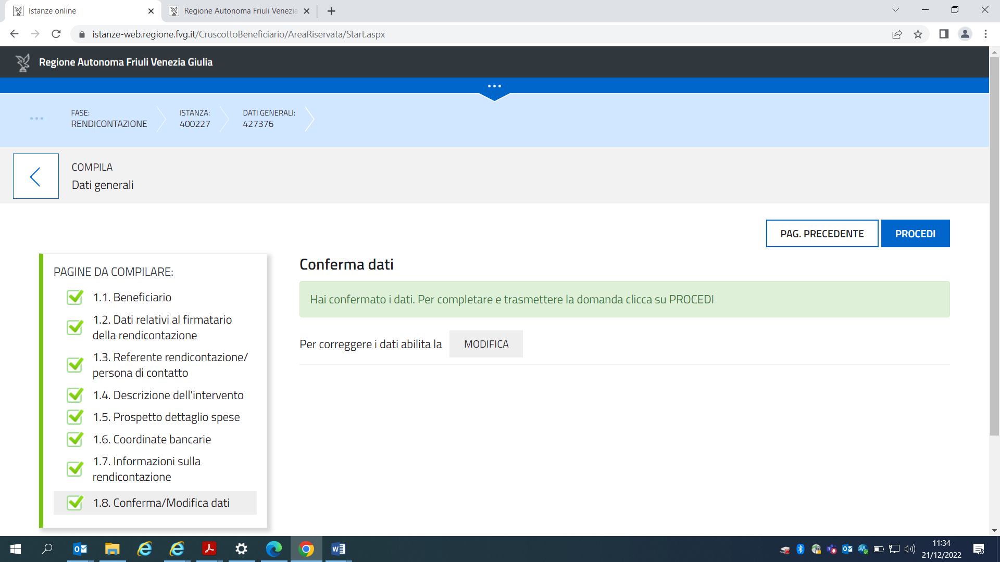 Istanze online
Regione Autonoma Friuli Venezia
istanze-web.regione.fvg.it/CruscottoBeneficiario/AreaRiservata/Start.aspx
Regione Autonoma Friuli Venezia Giulia
FASE:
RENDICONTAZIONE
ISTANZA:
400227
DATI GENERALI:
427376
COMPILA
Dati generali
PAG. PRECEDENTE
PROCEDI
PAGINE DA COMPILARE:
1.1. Beneficiario
1.2. Dati relativi al firmatario
della rendicontazione
1.3. Referente rendicontazione/
persona di contatto
1.4. Descrizione dell'intervento
1.5. Prospetto dettaglio spese
1.6. Coordinate bancarie
1.7. Informazioni sulla
rendicontazione
1.8. Conferma/Modifica dati
Conferma dati
Hai confermato i dati. Per completare e trasmettere la domanda clicca su PROCEDI
Per correggere i dati abilita la MODIFICA
11:34
21/12/2022